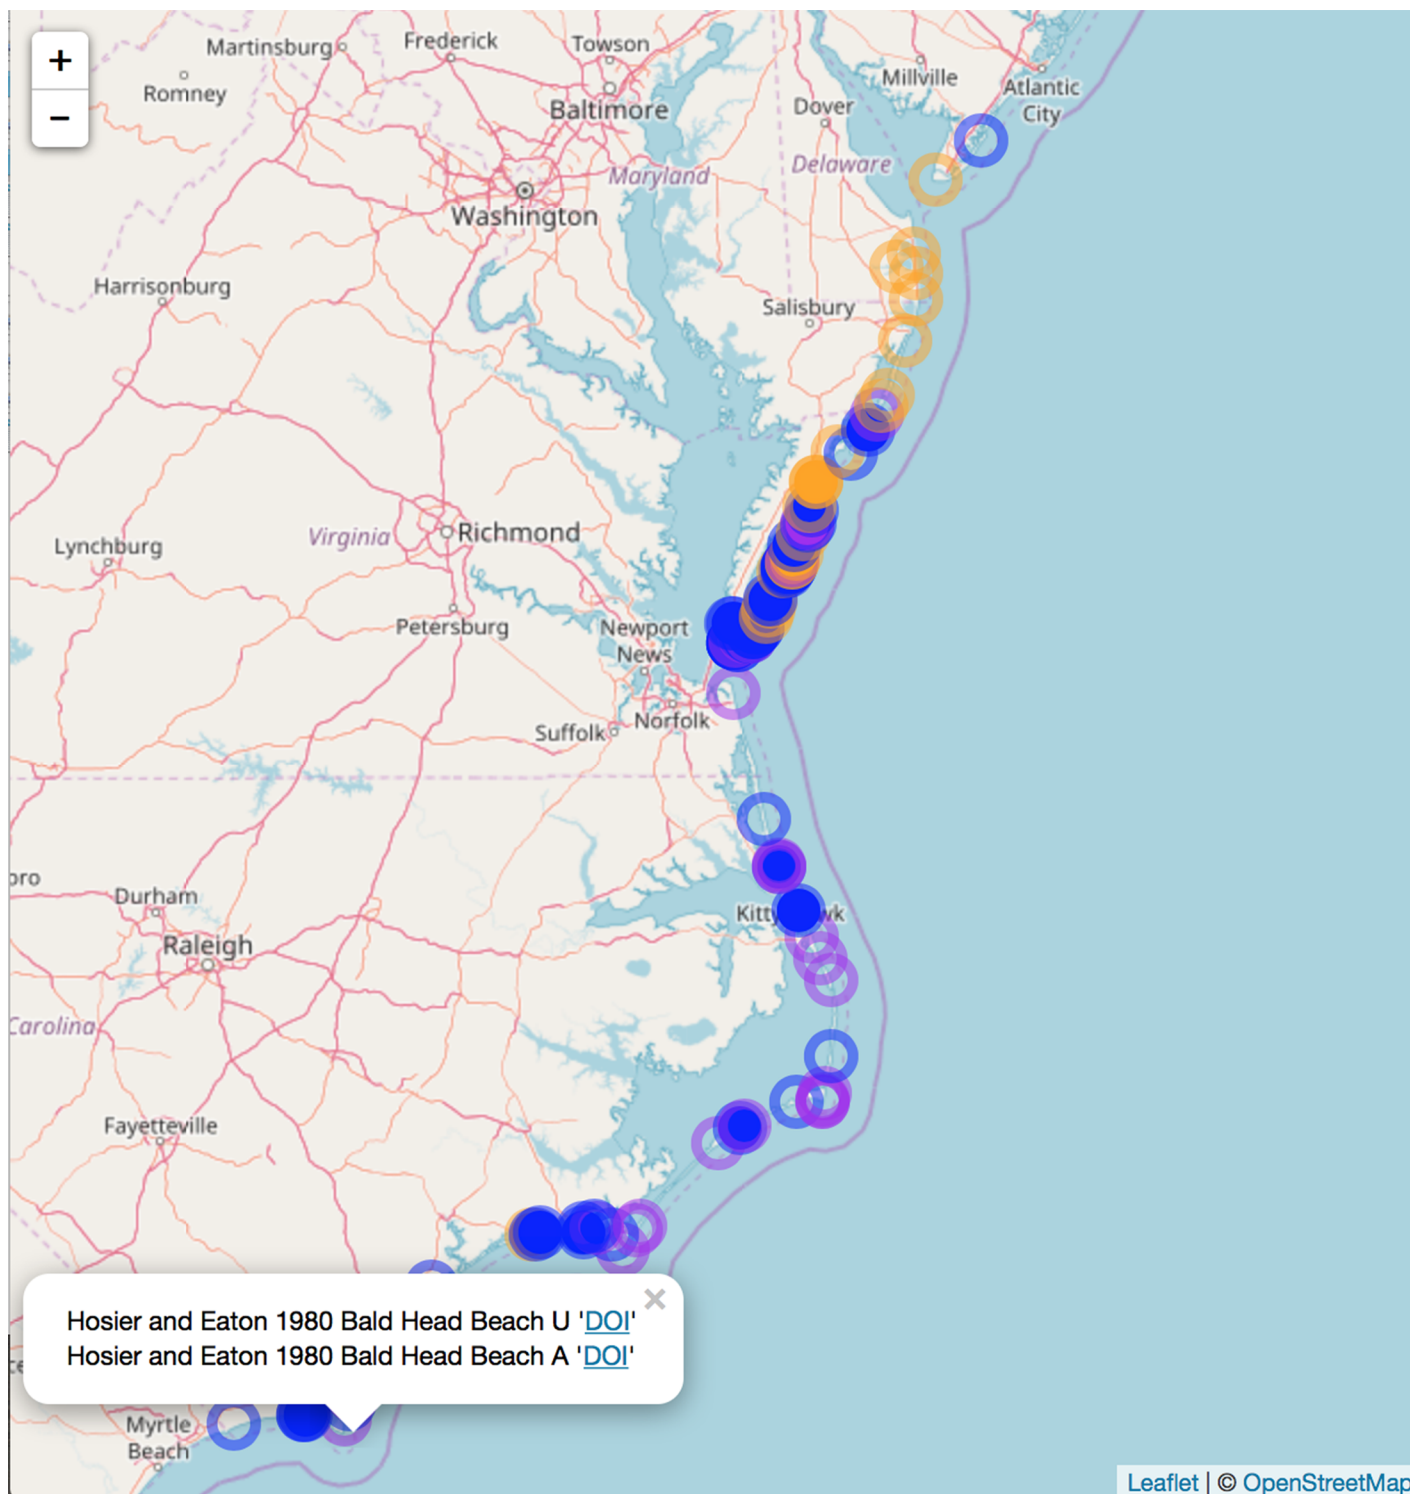 +
−
Martinsburg
Frederick
Towson
Romney
Baltimore
Millville
Atlantic
City
Dover
Delaware
Maryland
Washington
Harrisonburg
Salisbury
Virginia
Richmond
Lynchburg
Petersburg
Newport
News
Norfolk
Suffolk
oro
Durham
Raleigh
Kitty wk
Carolina
Fayetteville
×
Hosier and Eaton 1980 Bald Head Beach U 'DOI'
Hosier and Eaton 1980 Bald Head Beach A 'DOI'
Myrtle
Beach
Leaflet | © OpenStreetMap